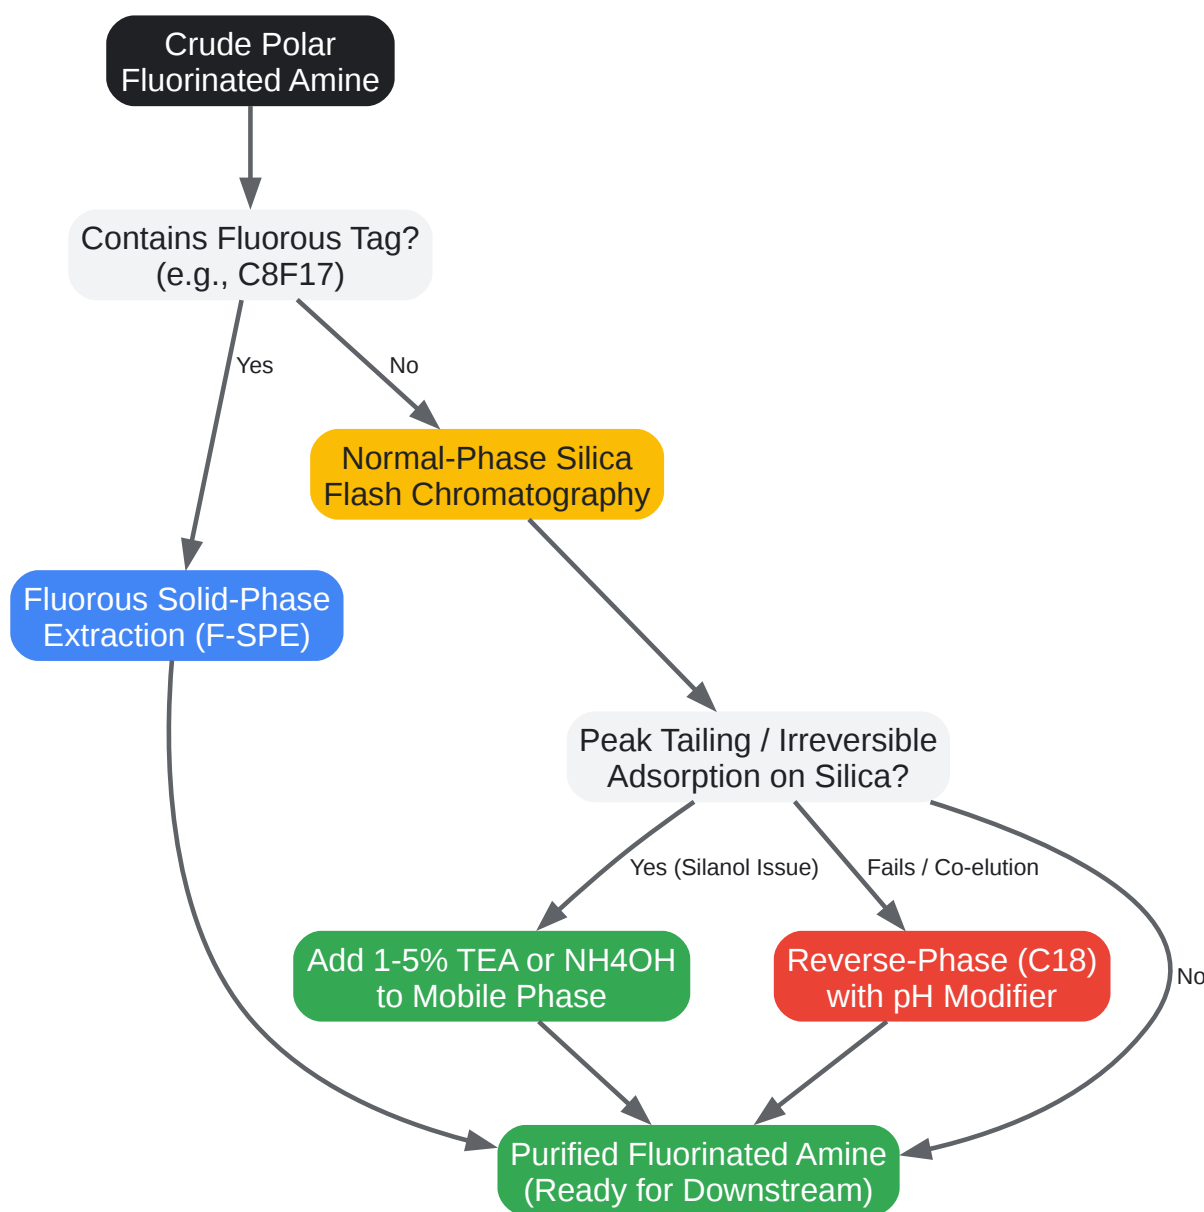 Crude Polar
Fluorinated Amine
Contains Fluorous Tag?
(e.g., C8F17)
Yes
No
Normal-Phase Silica
Flash Chromatography
Fluorous Solid-Phase
Extraction (F-SPE)
Peak Tailing / Irreversible
Adsorption on Silica?
Yes (Silanol Issue)
Fails / Co-elution
Add 1-5% TEA or NH4OH
to Mobile Phase
Reverse-Phase (C18)
with pH Modifier
No
Purified Fluorinated Amine
(Ready for Downstream)